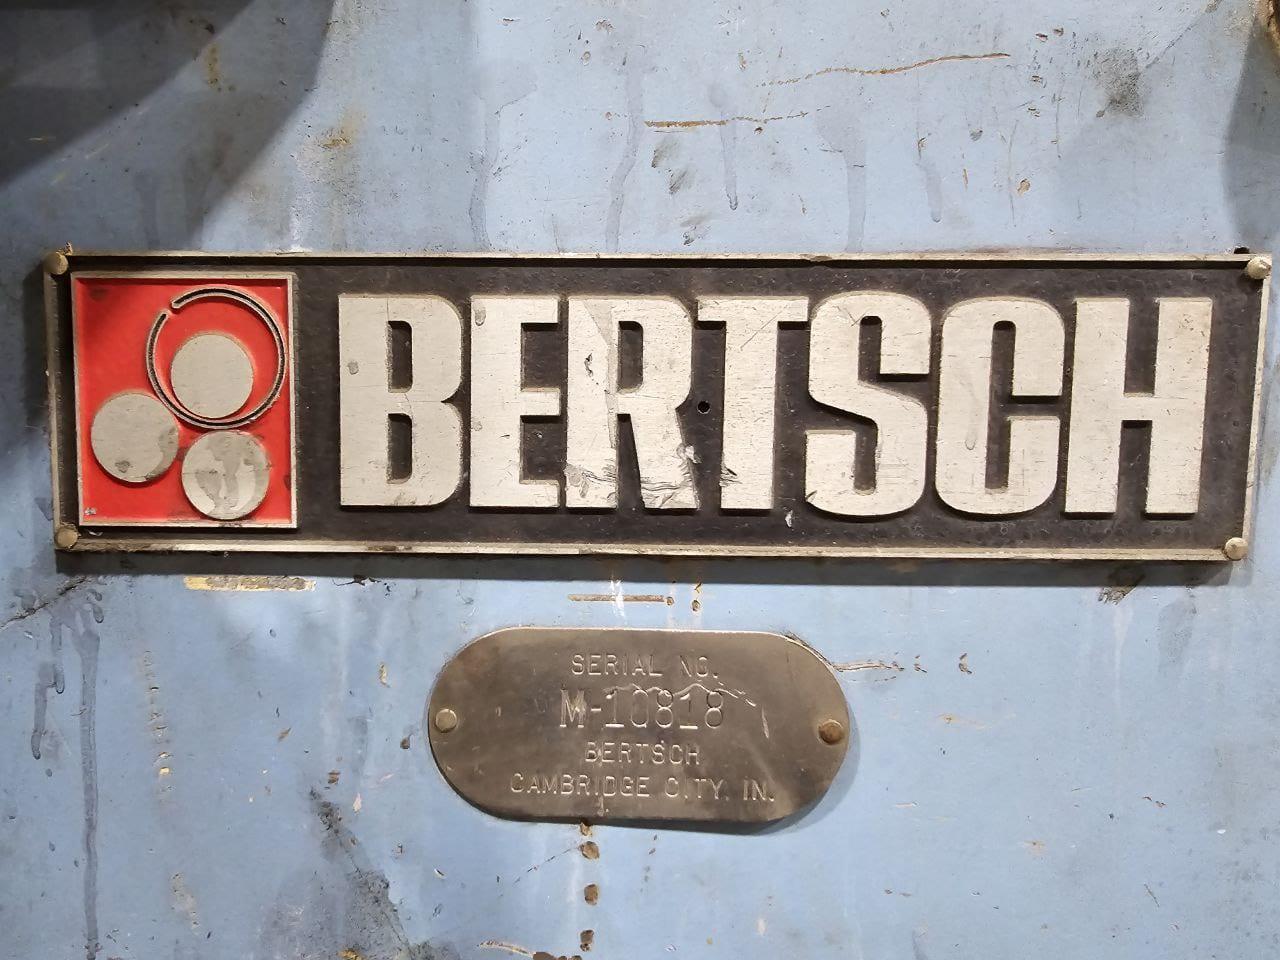 BERTSCH
SERIAL NO.
M-10818
BERTSCH
CAMBRIDGE CITY, IN.